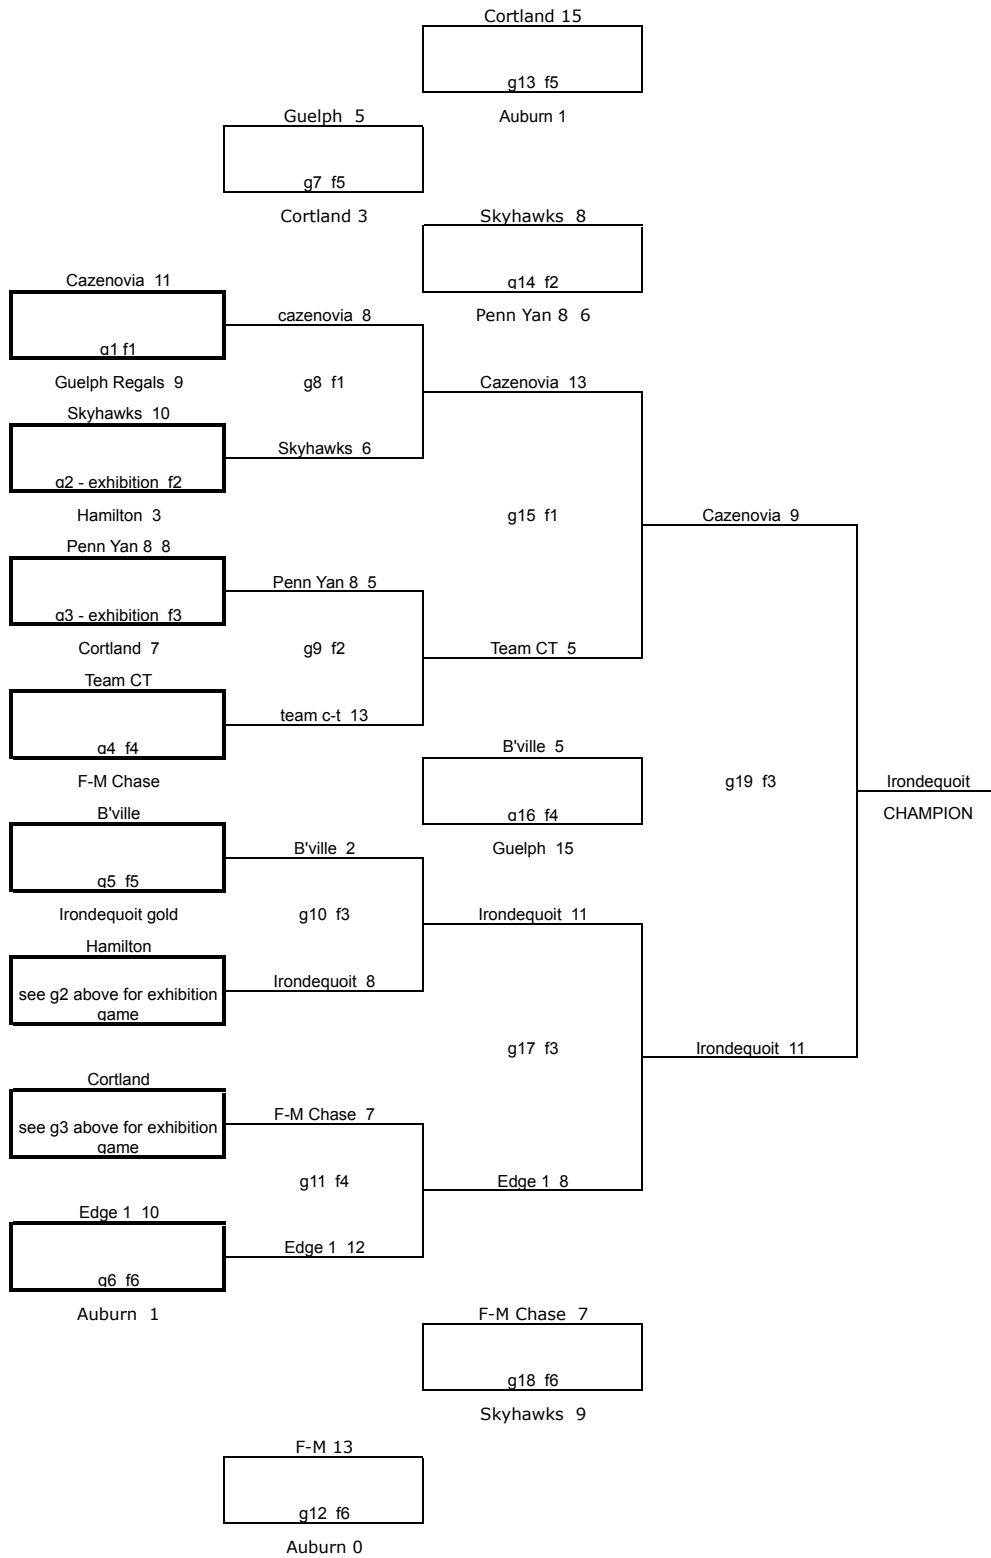 Cortland 15
g13 f5
Auburn 1
Guelph 5
g7 f5
Cortland 3
Skyhawks 8
g14 f2
Penn Yan 8 6
Cazenovia 11
g1 f1
Guelph Regals 9
cazenovia 8
g8 f1
Skyhawks 6
Skyhawks 10
g2 - exhibition f2
Hamilton 3
Cazenovia 13
g15 f1
Team CT 5
Cazenovia 9
Penn Yan 8 8
g3 - exhibition f3
Cortland 7
Penn Yan 8 5
g9 f2
team c-t 13
Team CT
g4 f4
F-M Chase
B'ville 5
g16 f4
Guelph 15
g19 f3
Irondequoit
CHAMPION
B'ville
g5 f5
Irondequoit gold
B'ville 2
g10 f3
Irondequoit 8
Hamilton
see g2 above for exhibition
game
Irondequoit 11
g17 f3
Edge 1 8
Irondequoit 11
Cortland
see g3 above for exhibition
game
F-M Chase 7
g11 f4
Edge 1 12
Edge 1 10
g6 f6
Auburn 1
F-M Chase 7
g18 f6
Skyhawks 9
F-M 13
g12 f6
Auburn 0